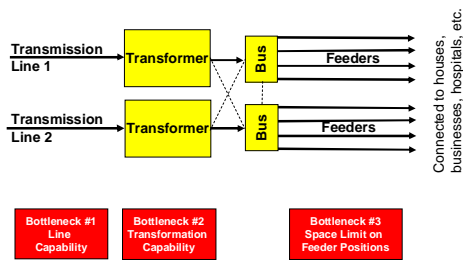 Transmission
Line 1
Transformer
Bus
Feeders
Transmission
Line 2
Transformer
Bus
Feeders
Connected to houses,
businesses, hospitals, etc.
Bottleneck #1
Line
Capability
Bottleneck #2
Transformation
Capability
Bottleneck #3
Space Limit on
Feeder Positions